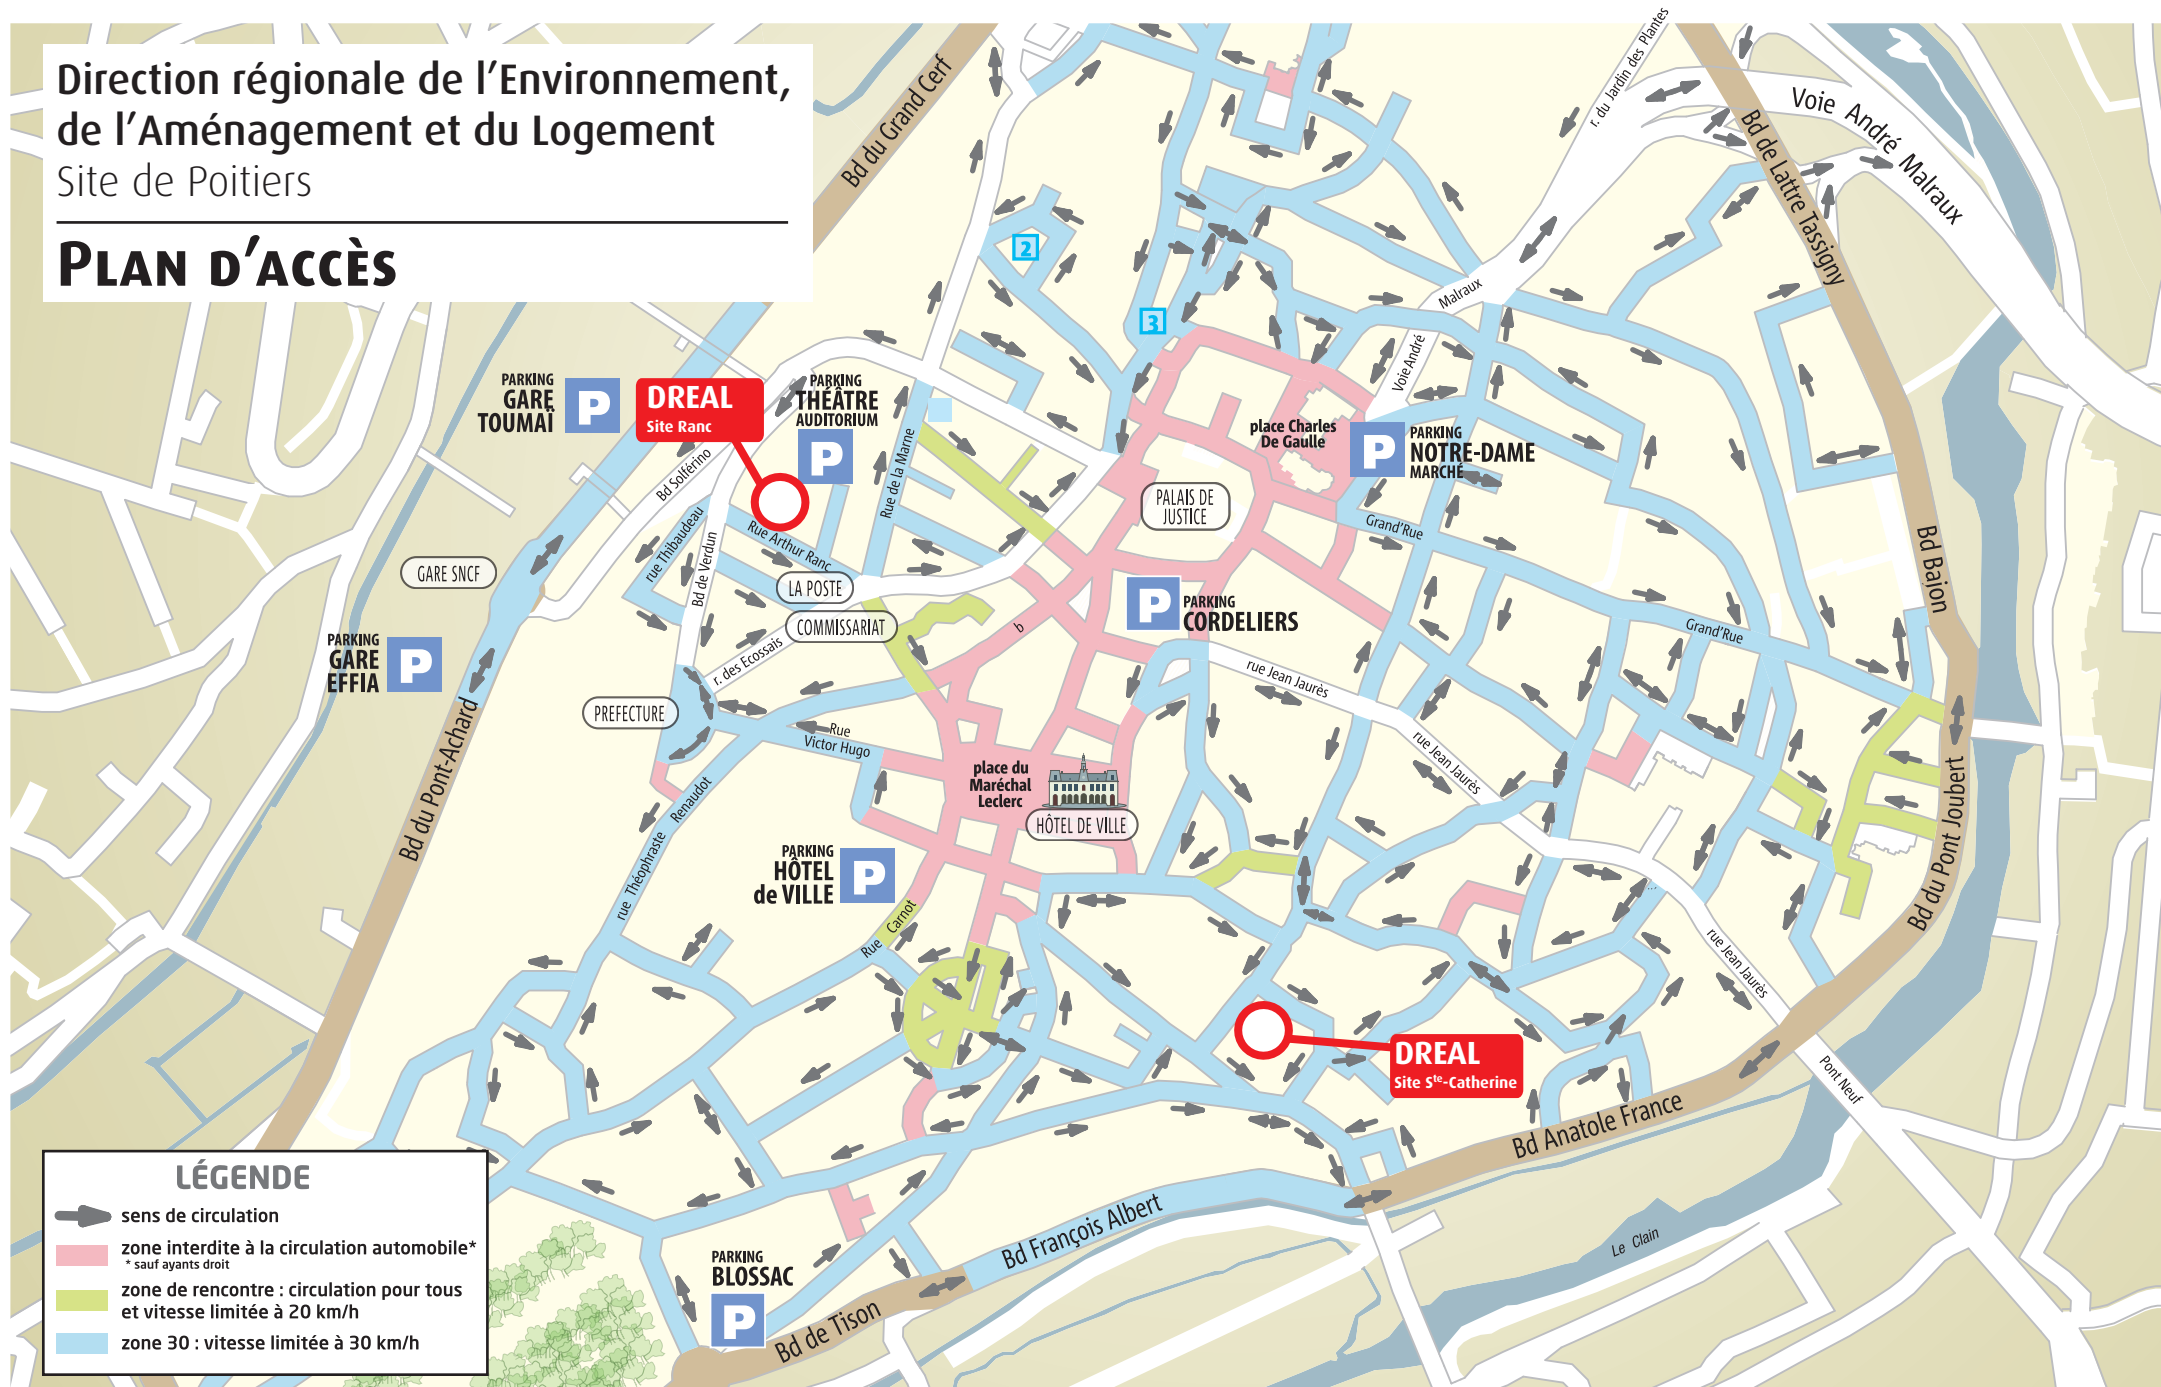 Direction régionale de l'Environnement,
de l'Aménagement et du Logement
Site de Poitiers
PLAN D'ACCÈS
Bd du Grand Cerf
r. du Jardin des Plantes
Voie André Malraux
Bd de Lattre Tassigny
2
3
Malraux
Voie André
PARKING
GARE
TOUMAÏ
P
DREAL
Site Ranc
PARKING
THÉÂTRE
AUDITORIUM
P
place Charles
De Gaulle
P
PARKING
NOTRE-DAME
MARCHÉ
Bd Solférino
Rue de la Marne
PALAIS DE
JUSTICE
Grand'Rue
rue Thibaudeau
Bd de Verdun
Rue Arthur Ranc
GARE SNCF
LA POSTE
COMMISSARIAT
P
PARKING
CORDELIERS
Bd Bajon
b
Grand'Rue
PARKING
GARE
EFFIA
P
r. des Ecossais
rue Jean Jaurès
PREFECTURE
Rue
Victor Hugo
Bd du Pont-Achard
place du
Maréchal
Leclerc
HÔTEL DE VILLE
rue Jean Jaurès
rue Théophraste Renaudot
PARKING
HÔTEL
de VILLE
P
Rue Carnot
Bd du Pont Joubert
...
rue Jean Jaurès
DREAL
Site Ste-Catherine
Pont Neuf
Bd Anatole France
Bd François Albert
Le Clain
PARKING
BLOSSAC
P
Bd de Tison
LÉGENDE
sens de circulation
zone interdite à la circulation automobile*
* sauf ayants droit
zone de rencontre : circulation pour tous
et vitesse limitée à 20 km/h
zone 30 : vitesse limitée à 30 km/h